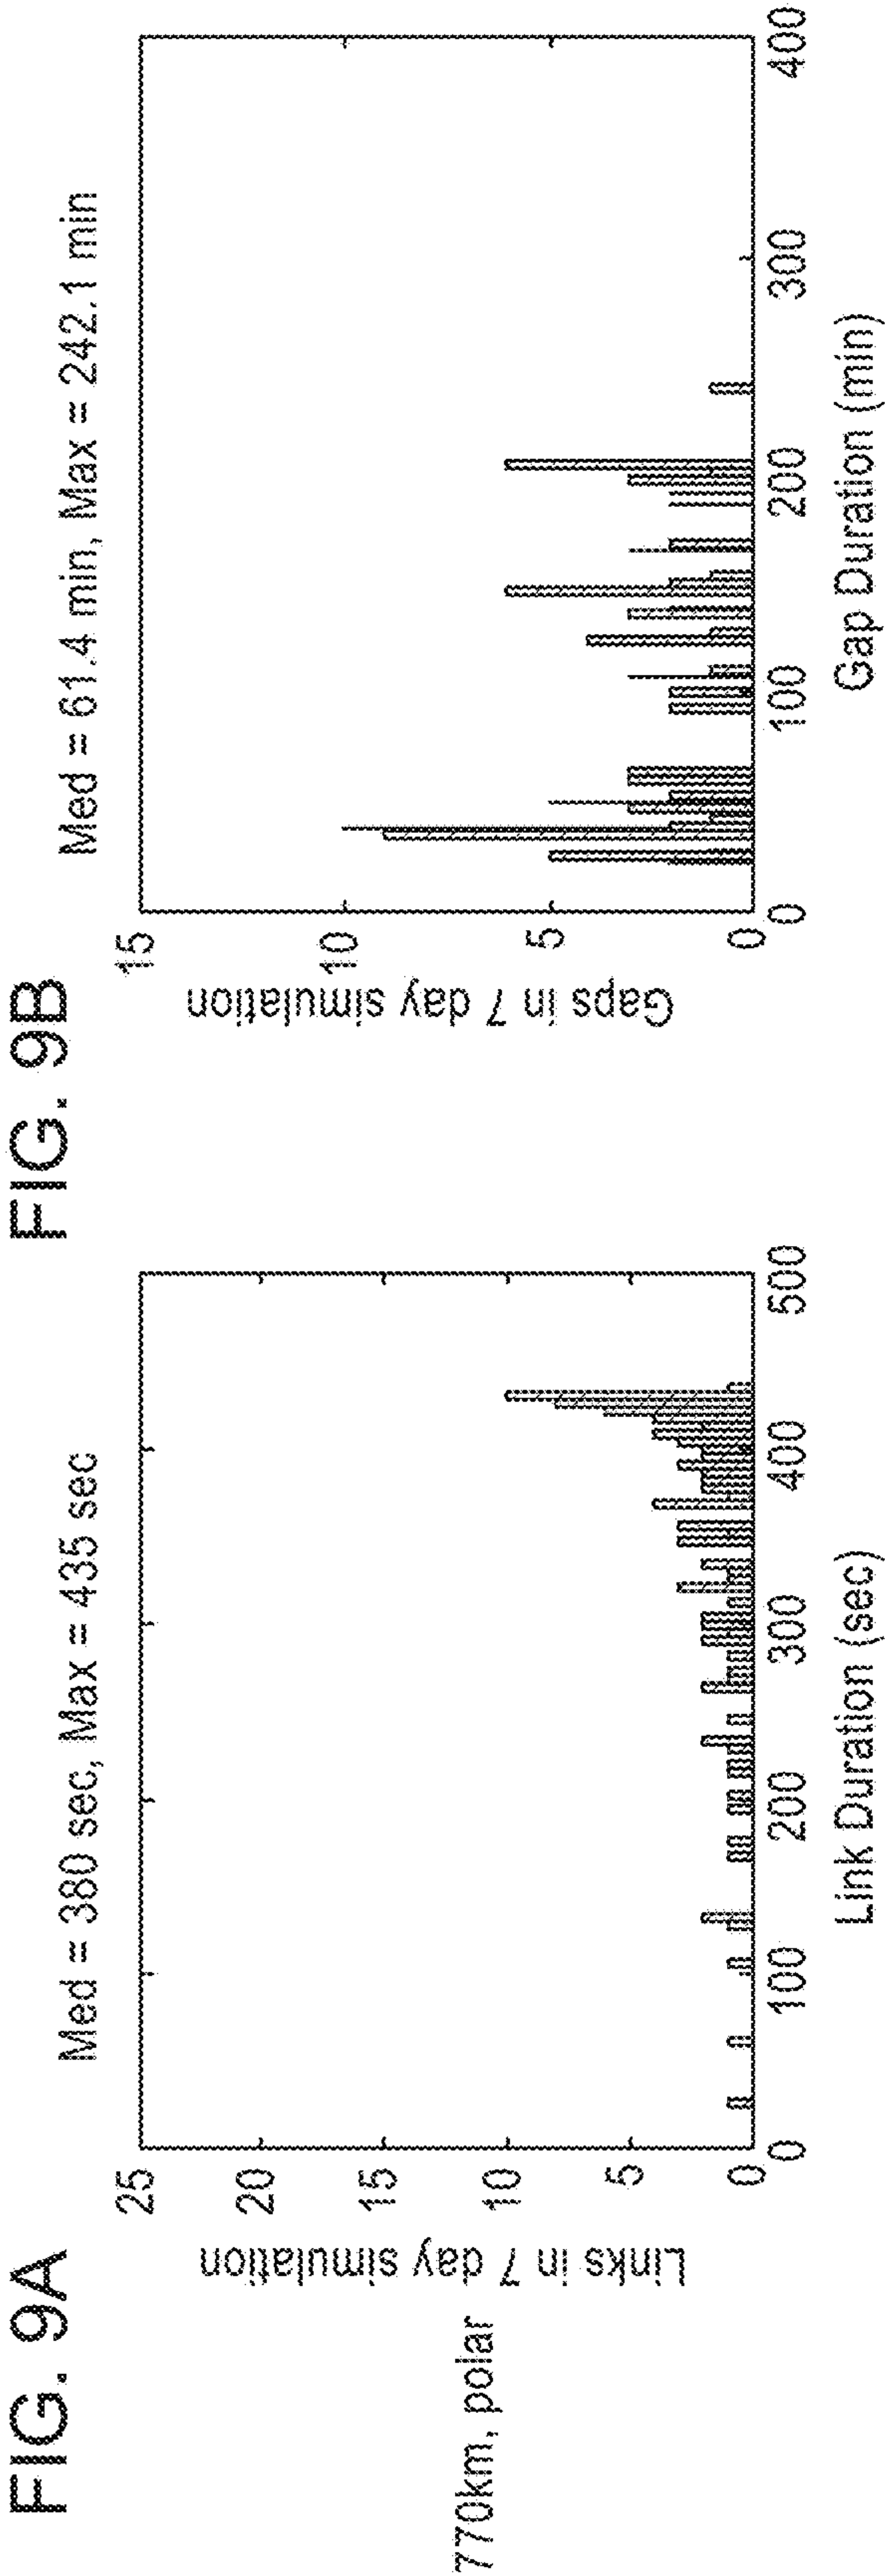 FIG. 9A
770km, polar
Med = 380 sec, Max = 435 sec
Links in 7 day simulation
25
20
15
10
5
0
0 100 200 300 400 500
Link Duration (sec)
FIG. 9B
Med = 61.4 min, Max = 242.1 min
Gaps in 7 day simulation
15
10
5
0
0 100 200 300 400
Gap Duration (min)